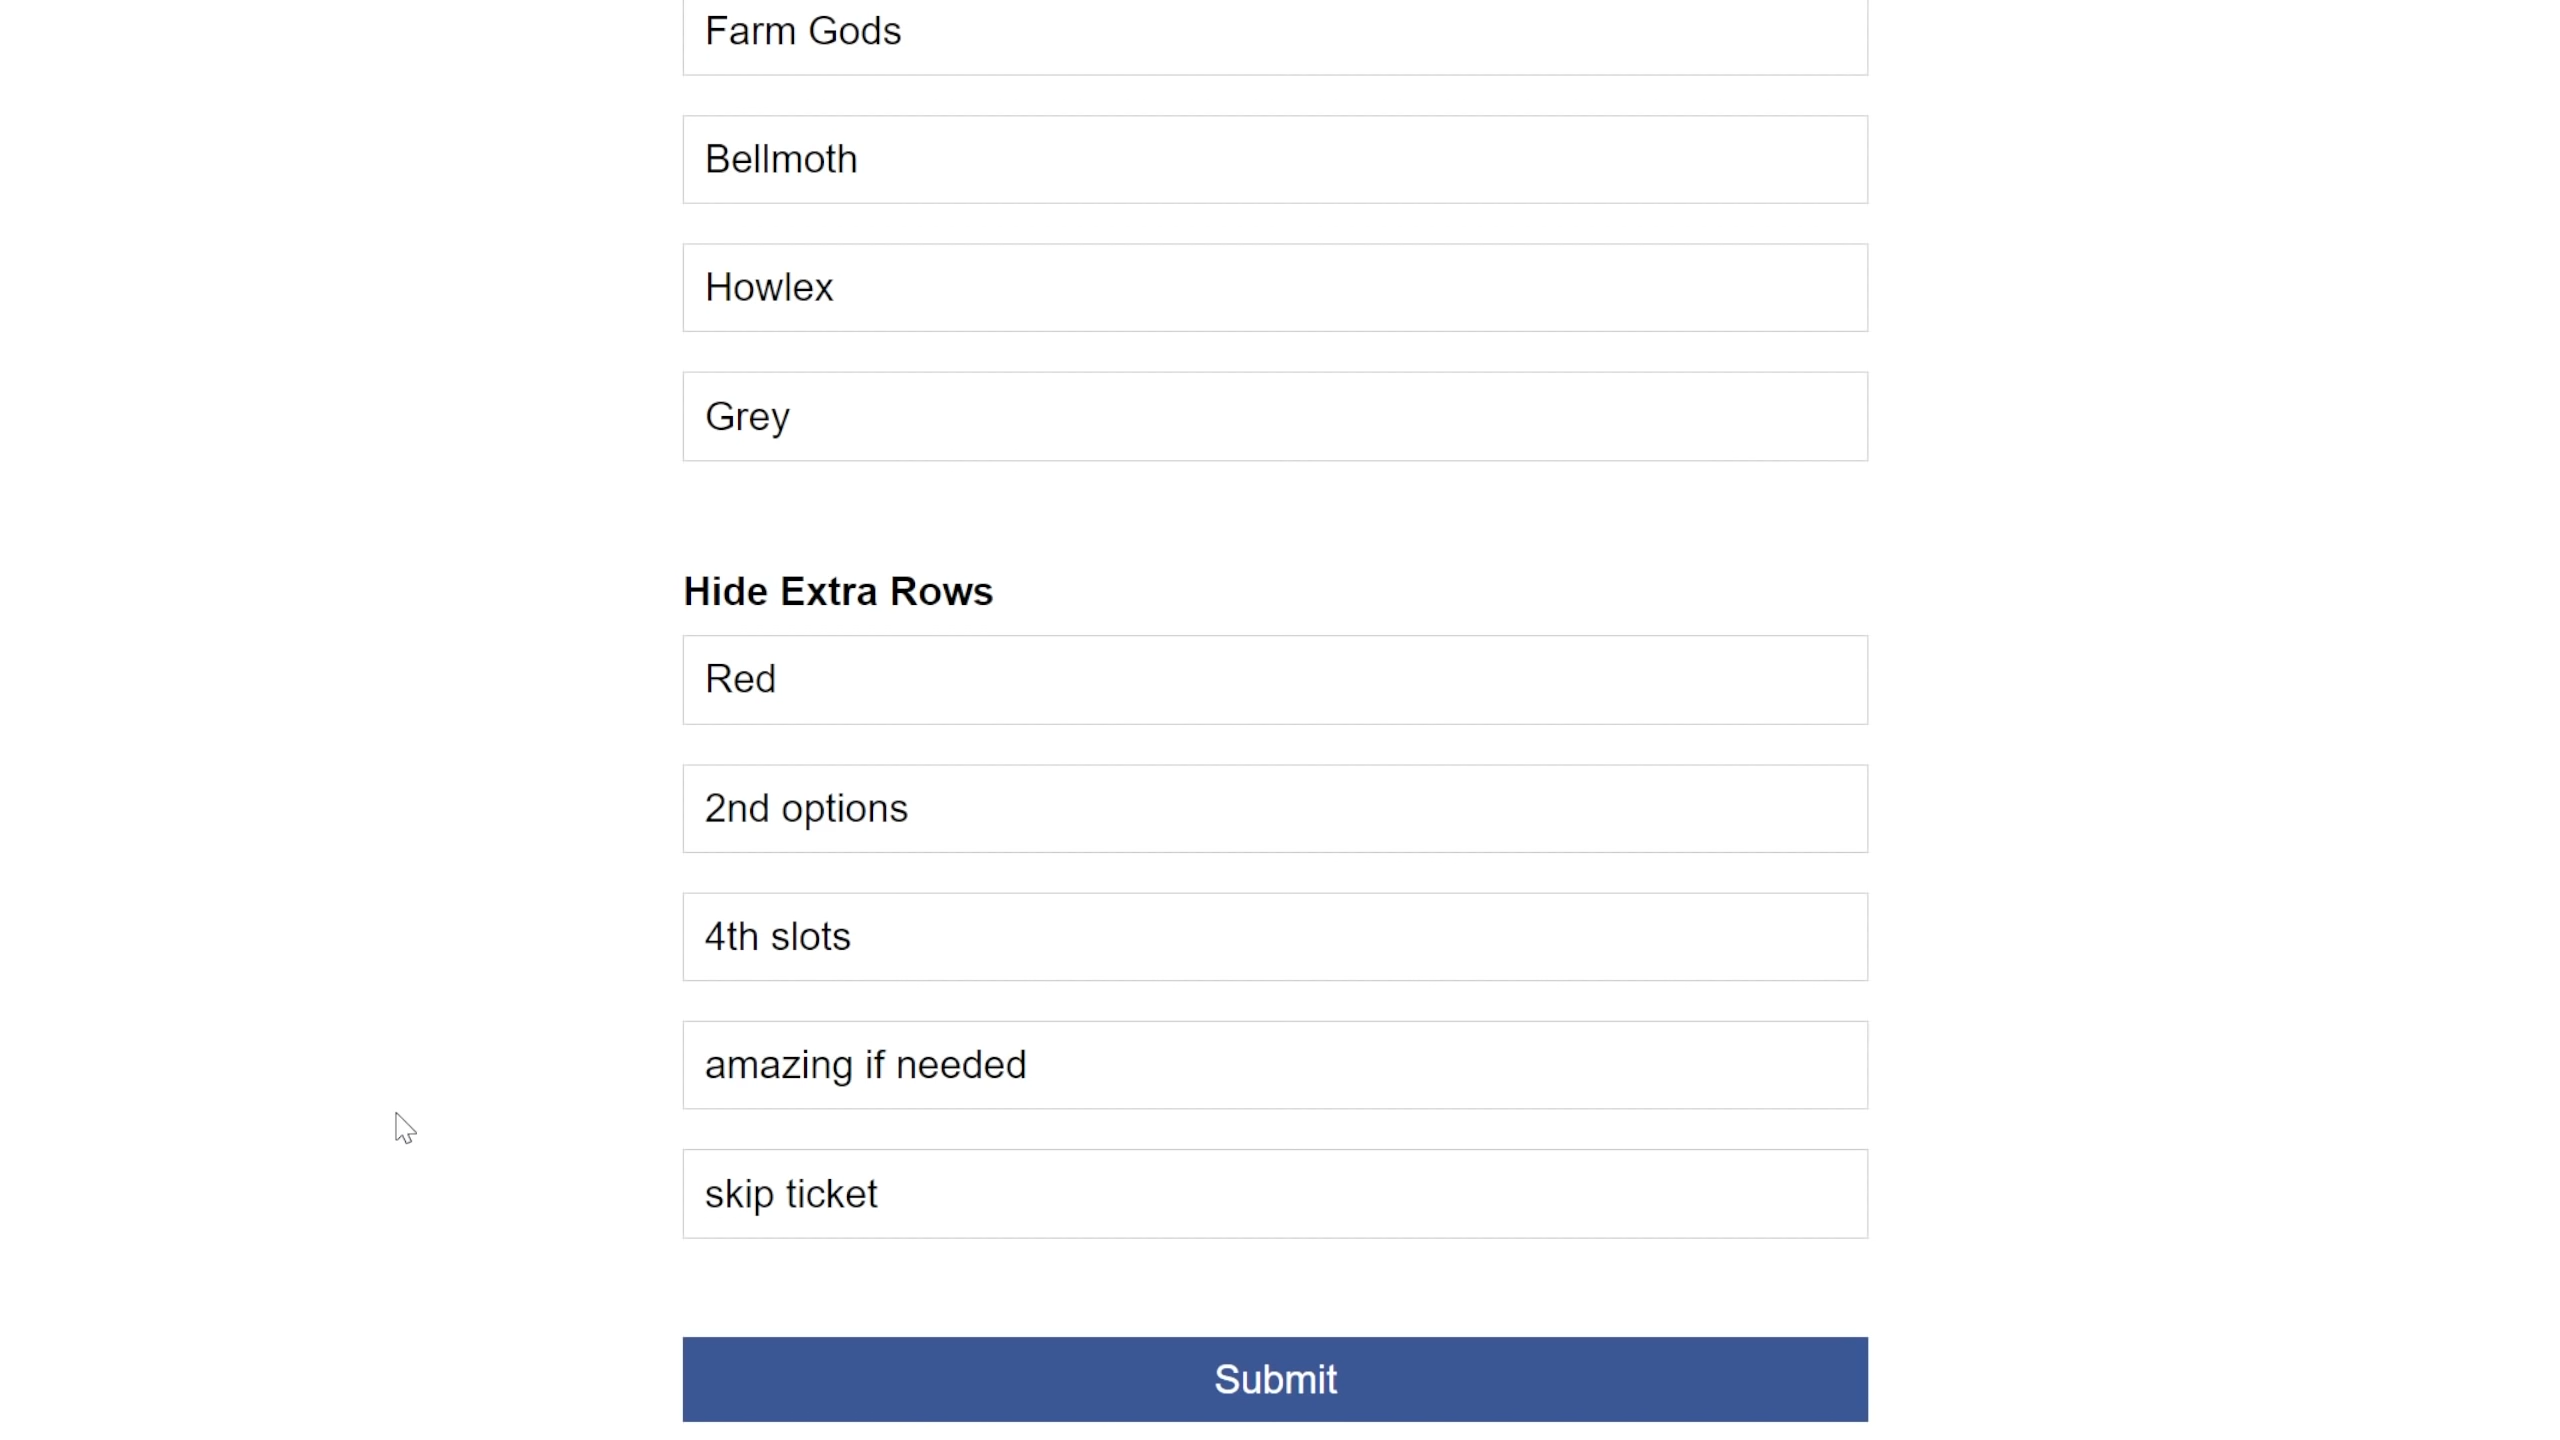 Farm Gods
Bellmoth
Howlex
Grey
Hide Extra Rows
Red
2nd options
4th slots
amazing if needed
skip ticket
Submit